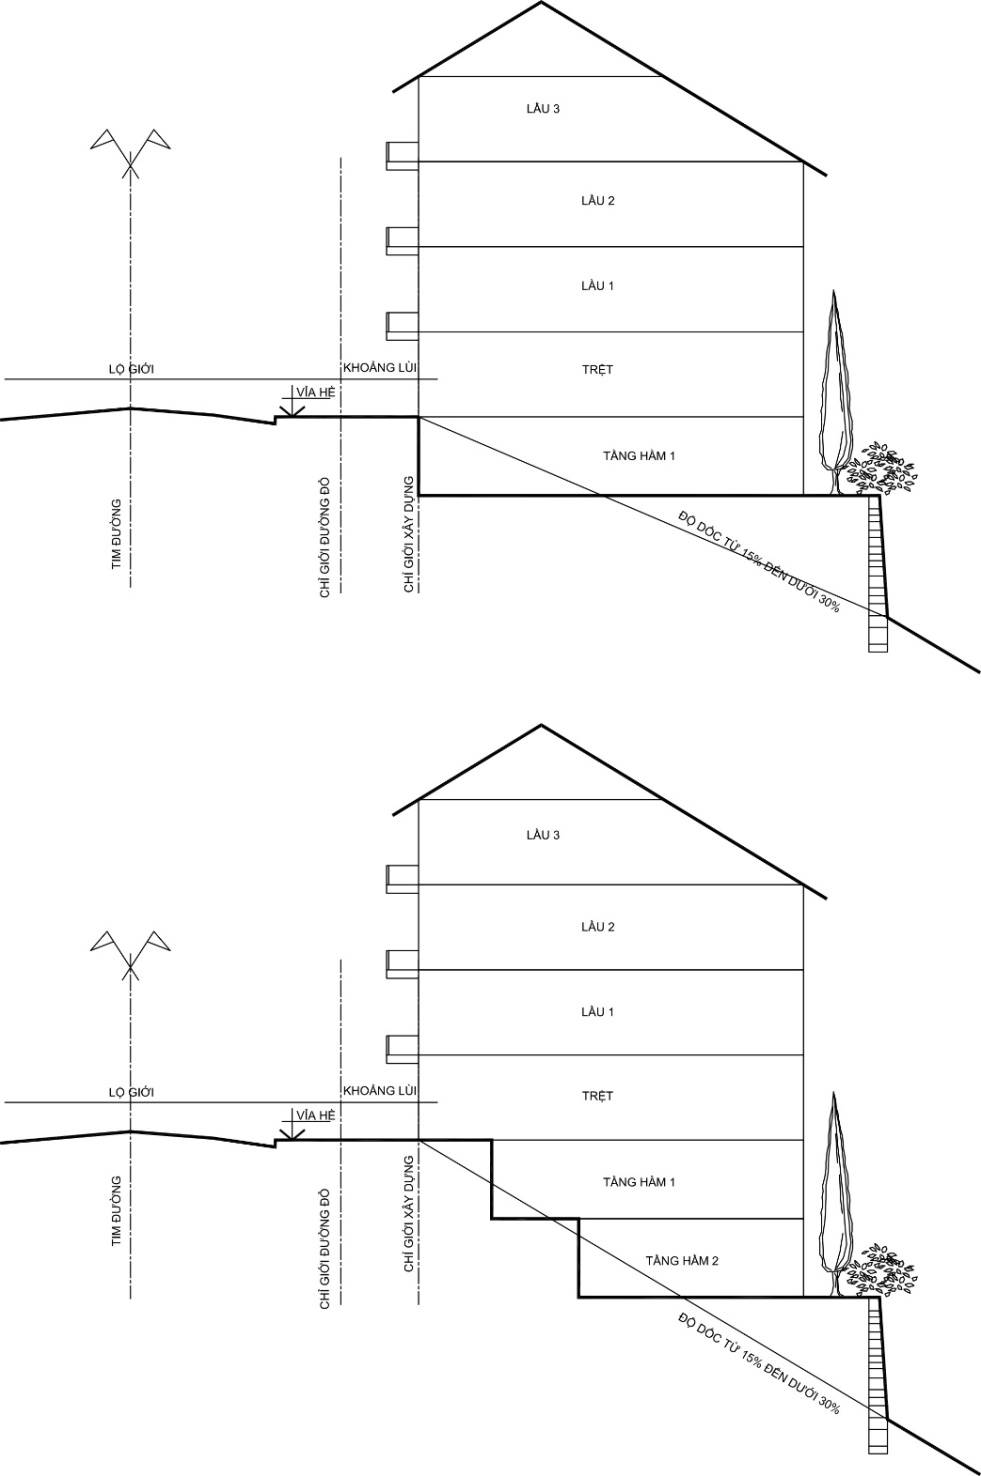 LẦU 3
LẦU 2
LẦU 1
LỘ GIỚI
KHOẢNG LÙI
TRỆT
VỈA HÈ
TẦNG HẦM 1
TIM ĐƯỜNG
CHỈ GIỚI ĐƯỜNG ĐỎ
CHỈ GIỚI XÂY DỰNG
ĐỘ DỐC TỪ 15% ĐẾN DƯỚI 30%
LẦU 3
LẦU 2
LẦU 1
LỘ GIỚI
KHOẢNG LÙI
TRỆT
VỈA HÈ
TẦNG HẦM 1
TIM ĐƯỜNG
CHỈ GIỚI ĐƯỜNG ĐỎ
CHỈ GIỚI XÂY DỰNG
TẦNG HẦM 2
ĐỘ DỐC TỪ 15% ĐẾN DƯỚI 30%